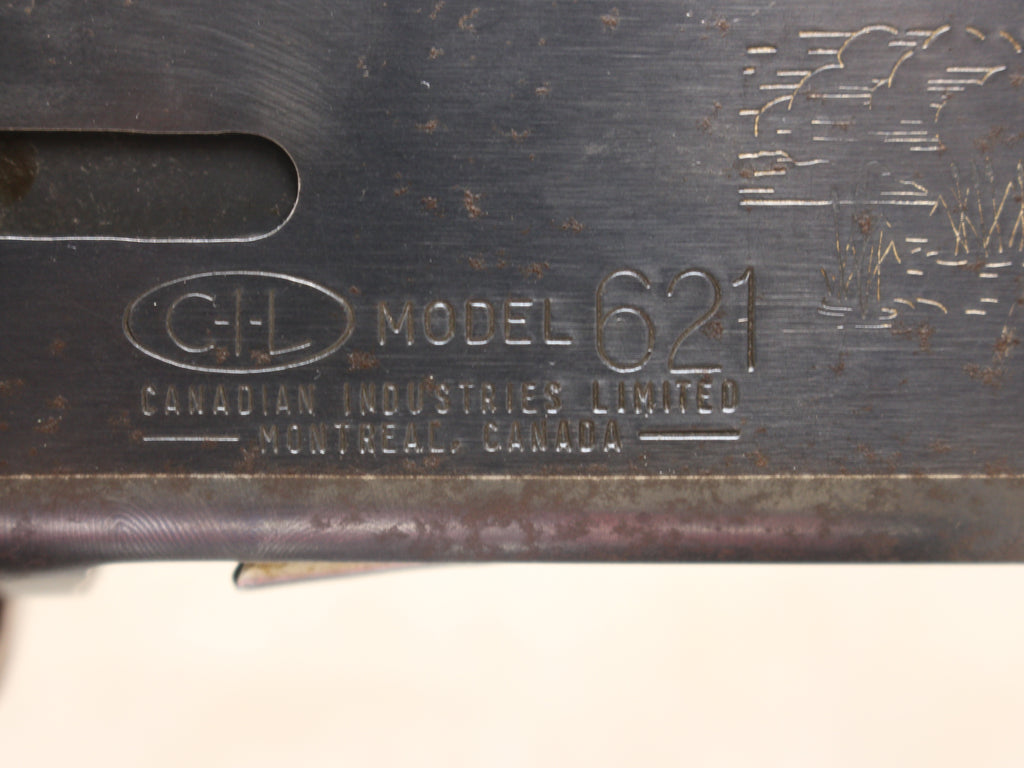 C-I-L MODEL 621
CANADIAN INDUSTRIES LIMITED
MONTREAL, CANADA